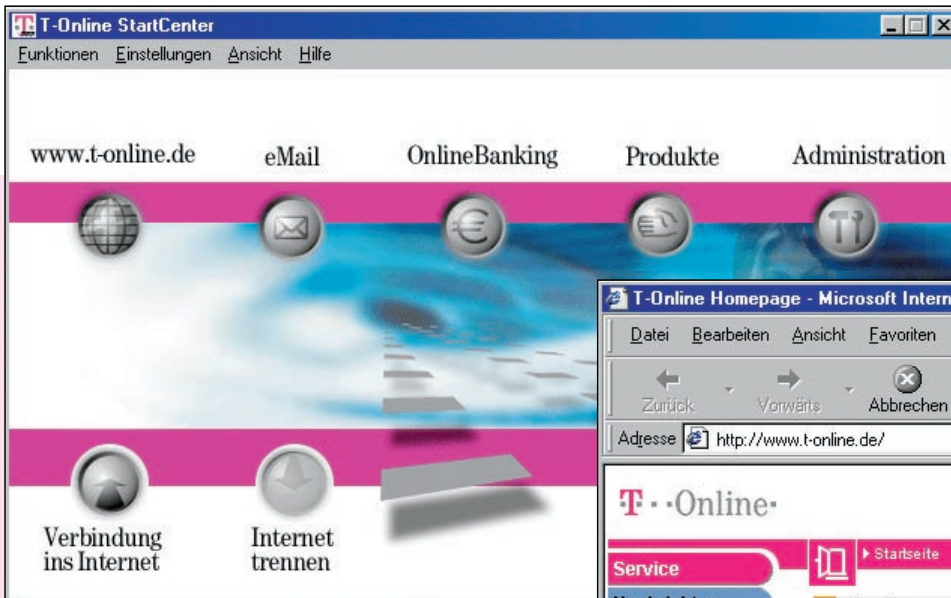 T-Online StartCenter
Funktionen Einstellungen Ansicht Hilfe
www.t-online.de eMail OnlineBanking Produkte Administration
Verbindung
ins Internet
Internet
trennen
T-Online Homepage - Microsoft Intern
Datei Bearbeiten Ansicht Favoriten
Zurück Vorwärts Abbrechen
Adresse http://www.t-online.de/
T Online
Startseite
Service